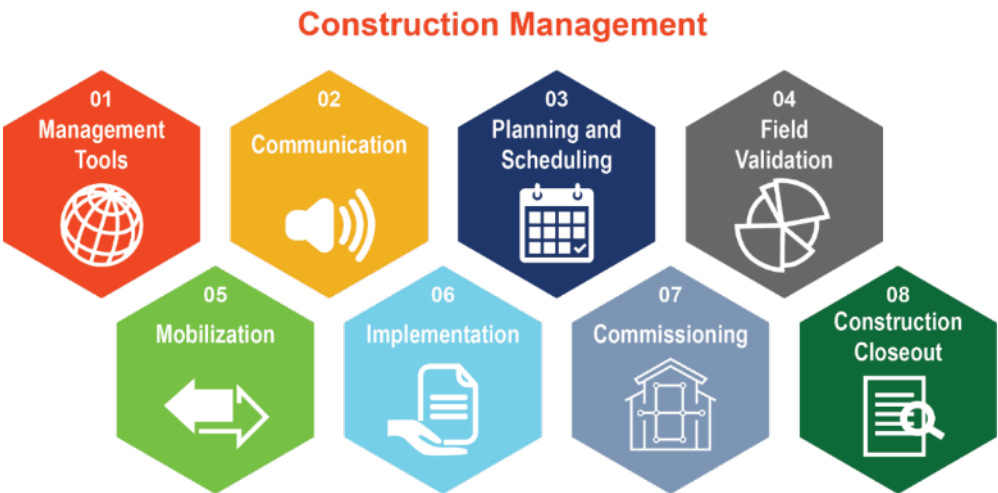 Construction Management
01
Management
Tools
02
Communication
03
Planning and
Scheduling
04
Field
Validation
05
Mobilization
06
Implementation
07
Commissioning
08
Construction
Closeout